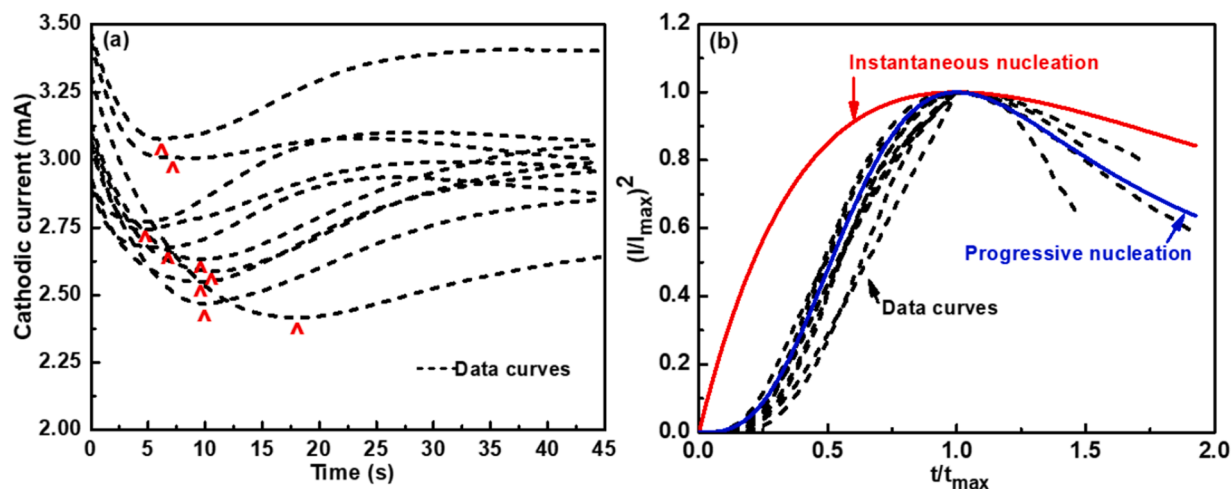 (a)
3.50
3.25
3.00
2.75
2.50
2.25
2.00
Cathodic current (mA)
0 5 10 15 20 25 30 35 40 45
Time (s)
^
^
^
^
^
^
^
^
^
Data curves
(b)
1.2
1.0
0.8
0.6
0.4
0.2
0.0
(I/Imax)2
0.0 0.5 1.0 1.5 2.0
t/tmax
Instantaneous nucleation
Progressive nucleation
Data curves